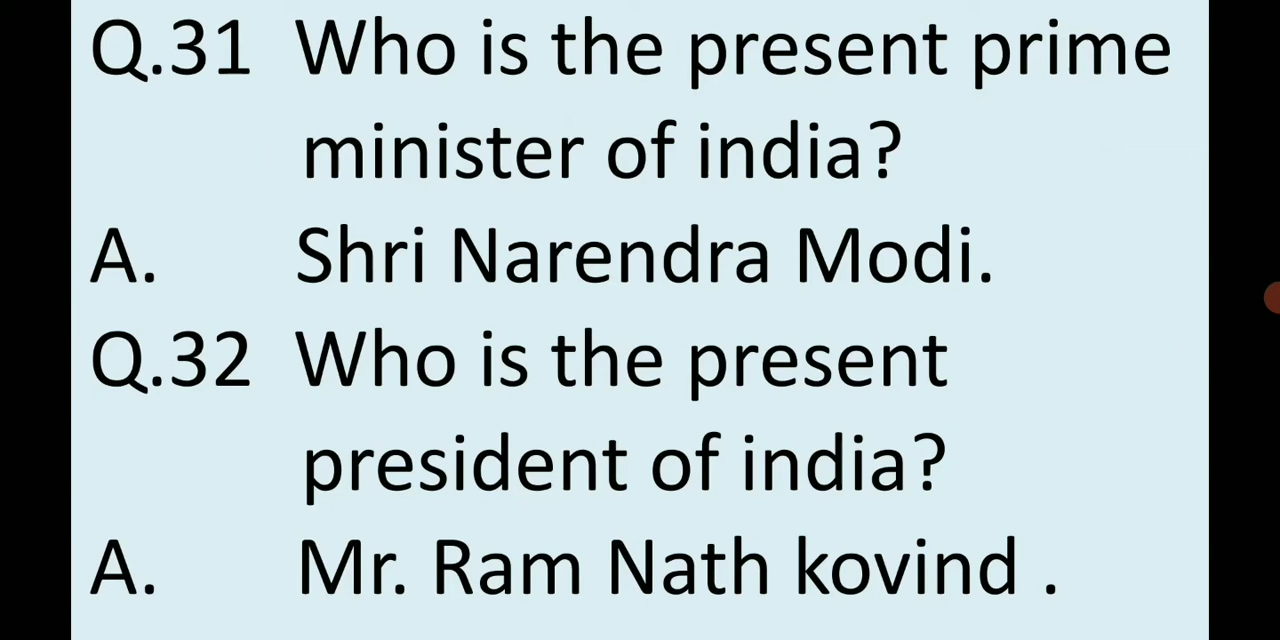 Q.31 Who is the present prime
minister of india?
A. Shri Narendra Modi.
Q.32 Who is the present
president of india?
A. Mr. Ram Nath kovind .